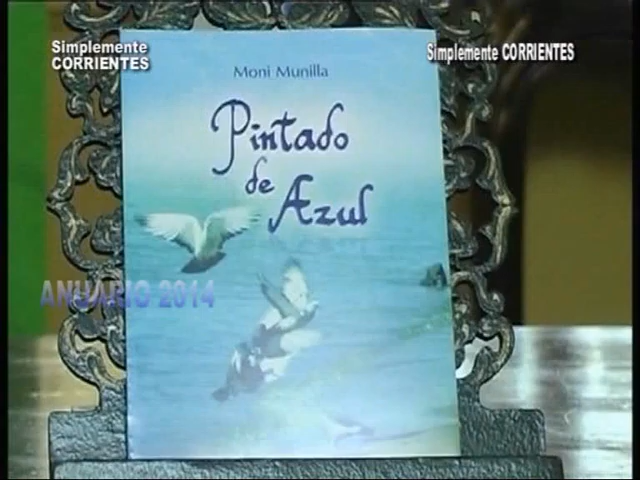 Simplemente
CORRIENTES
Simplemente CORRIENTES
Moni Munilla
Pintado
de
Azul
ANUARIO 2014